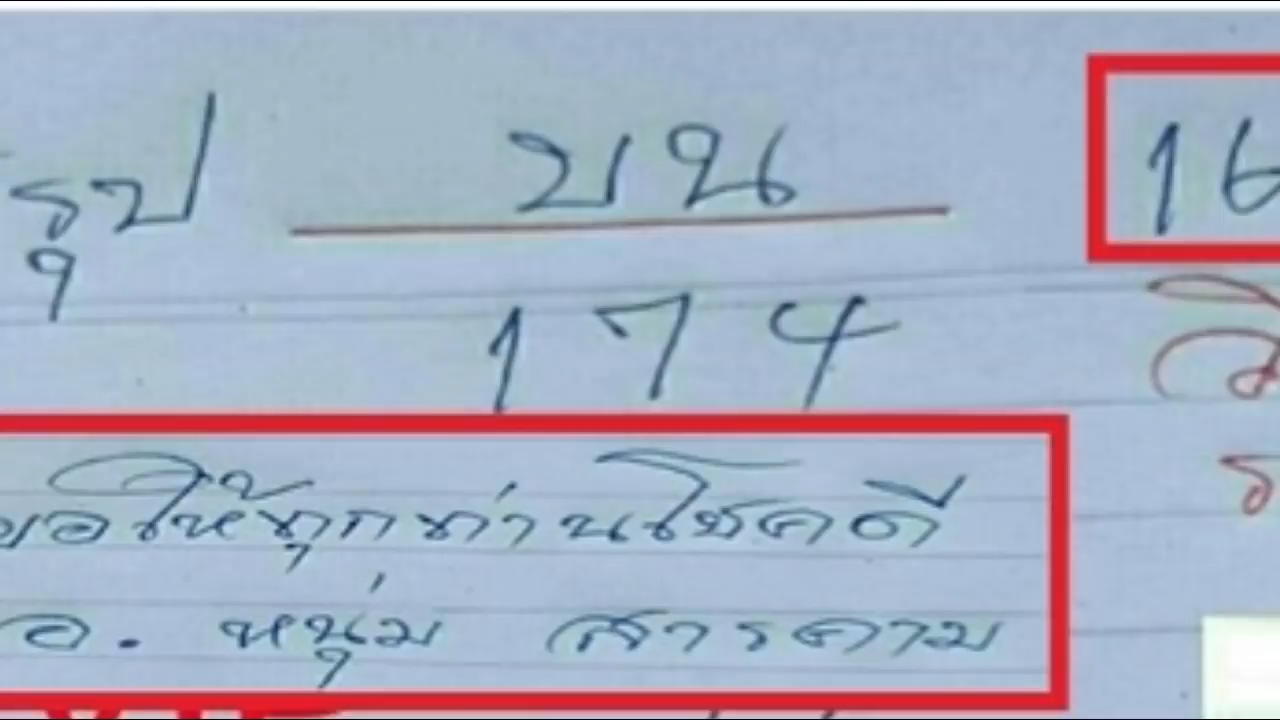 สรุป บน 16
174
ขอให้ทุกท่านโชคดี
อ. หนุ่ม สารคาม